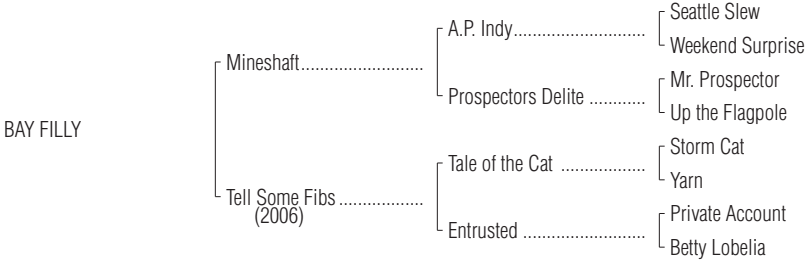 Seattle Slew
A.P. Indy..........................
Weekend Surprise
Mineshaft........................
Mr. Prospector
Prospectors Delite ...........
Up the Flagpole
BAY FILLY
Storm Cat
Tale of the Cat .................
Yarn
Tell Some Fibs .................
(2006)
Private Account
Entrusted ........................
Betty Lobelia